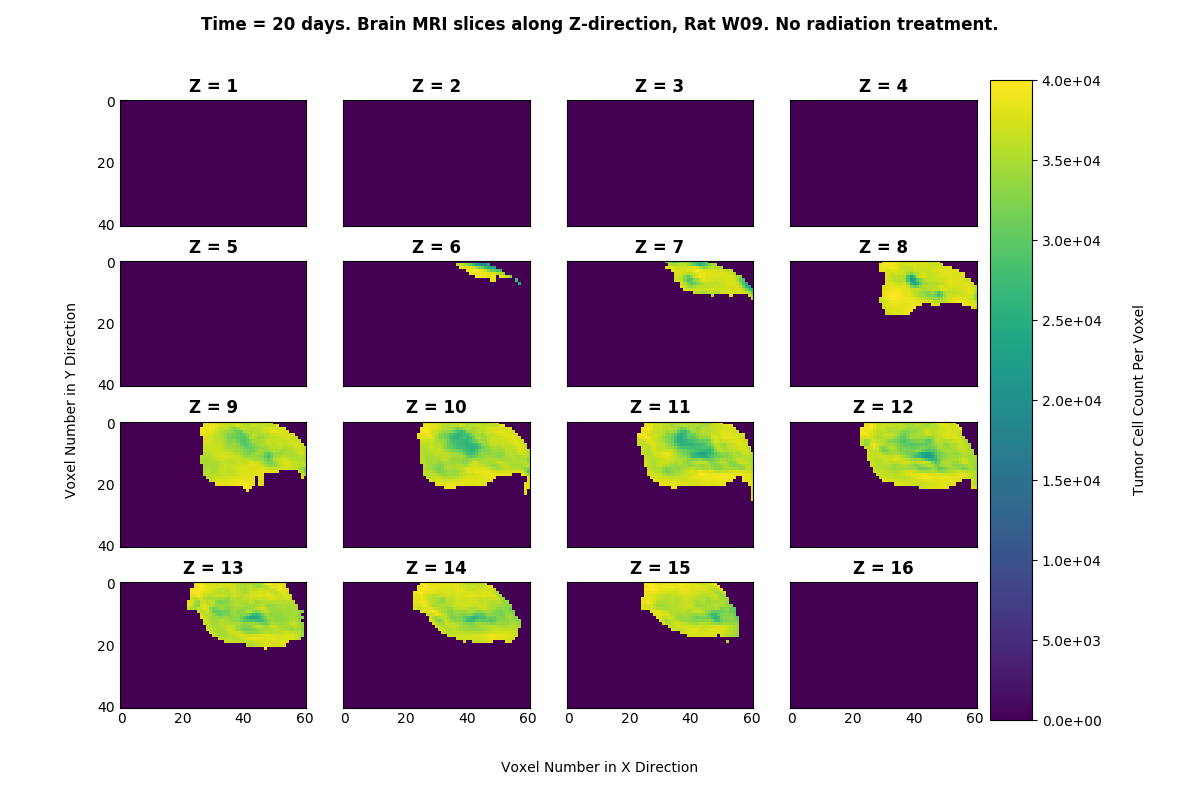 Time = 20 days. Brain MRI slices along Z-direction, Rat W09. No radiation treatment.
Z = 1
Z = 2
Z = 3
Z = 4
0
20
40
Z = 5
Z = 6
Z = 7
Z = 8
0
20
40
Z = 9
Z = 10
Z = 11
Z = 12
0
20
40
Z = 13
Z = 14
Z = 15
Z = 16
0
20
40
0 20 40 60
0 20 40 60
0 20 40 60
0 20 40 60
Voxel Number in Y Direction
Voxel Number in X Direction
4.0e+04
3.5e+04
3.0e+04
2.5e+04
2.0e+04
1.5e+04
1.0e+04
5.0e+03
0.0e+00
Tumor Cell Count Per Voxel